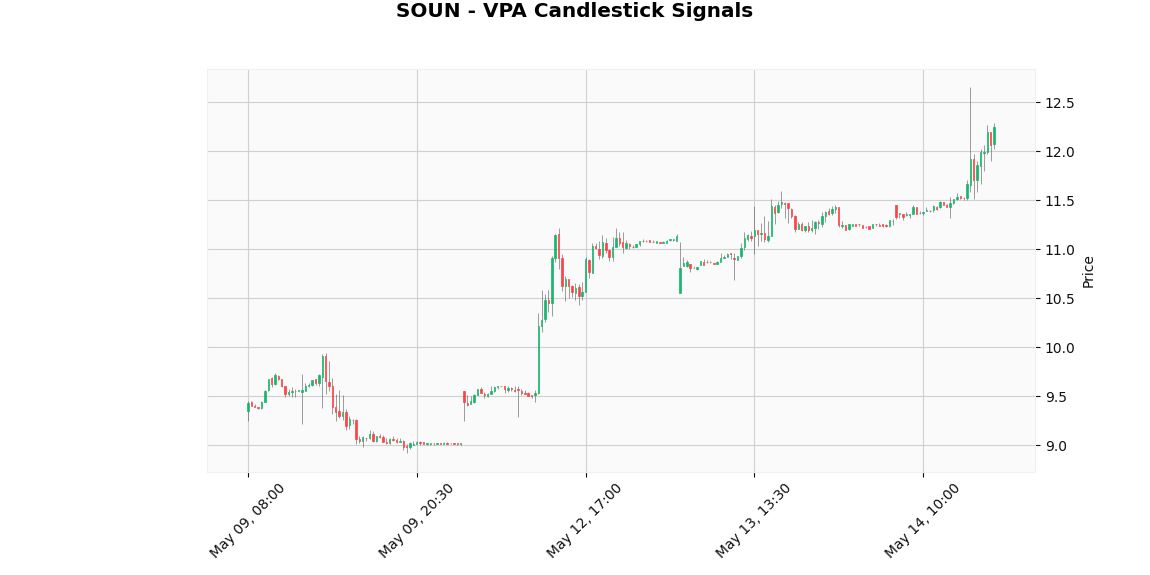 SOUN - VPA Candlestick Signals
12.5
12.0
11.5
11.0
10.5
10.0
9.5
9.0
Price
May 09, 08:00
May 09, 20:30
May 12, 17:00
May 13, 13:30
May 14, 10:00